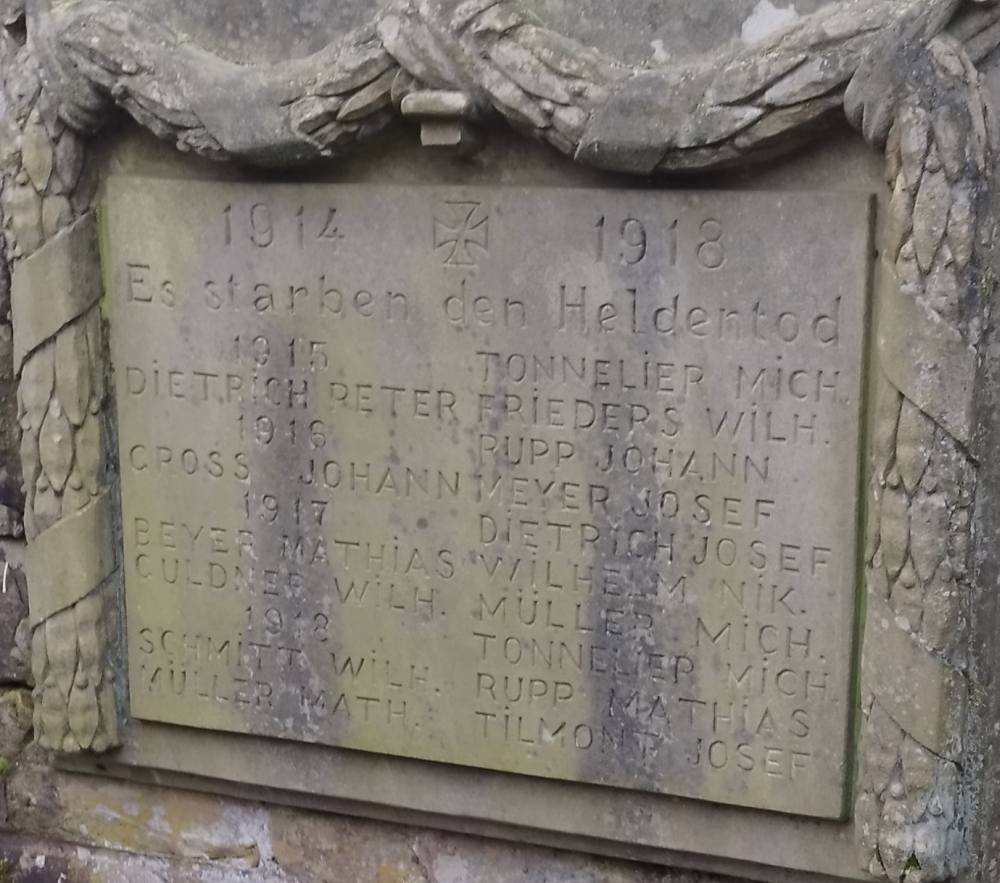 1914 1918
Es starben den Heldentod
1915
DIETRICH PETER
1916
GROSS JOHANN
1917
BEYER MATHIAS
GULDNER WILH.
1918
SCHMITT WILH.
MÜLLER MATH.
TONNELIER MICH.
FRIEDERS WILH.
RUPP JOHANN
MEYER JOSEF
DIETRICH JOSEF
WILHELM NIK.
MÜLLER MICH.
TONNELIER MICH.
RUPP MATHIAS
TILMONT JOSEF